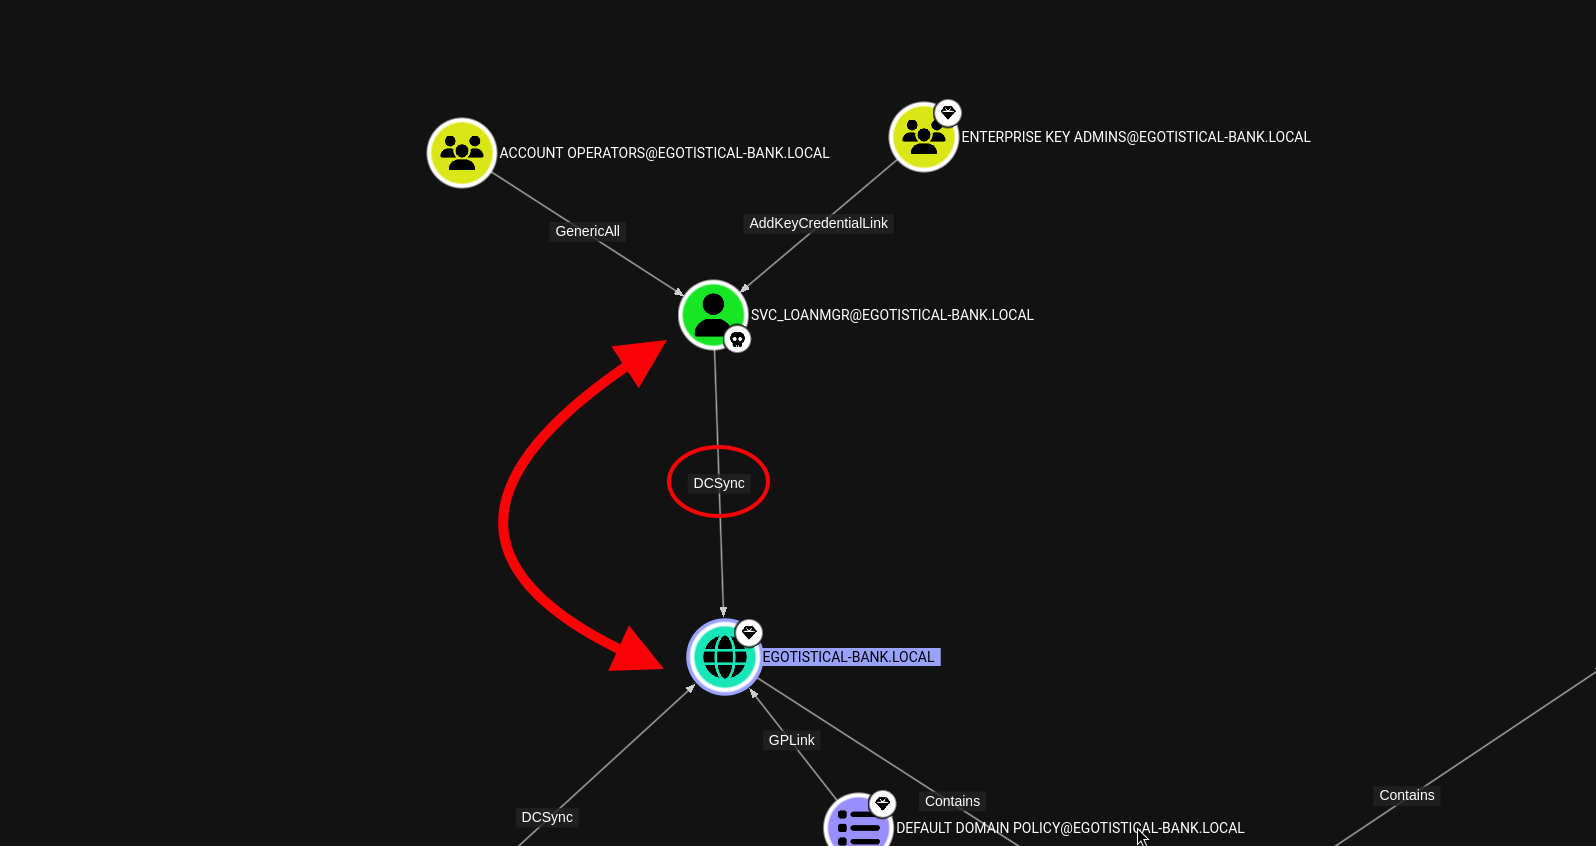 ENTERPRISE KEY ADMINS@EGOTISTICAL-BANK.LOCAL
ACCOUNT OPERATORS@EGOTISTICAL-BANK.LOCAL
AddKeyCredentialLink
GenericAll
SVC_LOANMGR@EGOTISTICAL-BANK.LOCAL
DCSync
EGOTISTICAL-BANK.LOCAL
GPLink
Contains
Contains
DCSync
DEFAULT DOMAIN POLICY@EGOTISTICAL-BANK.LOCAL